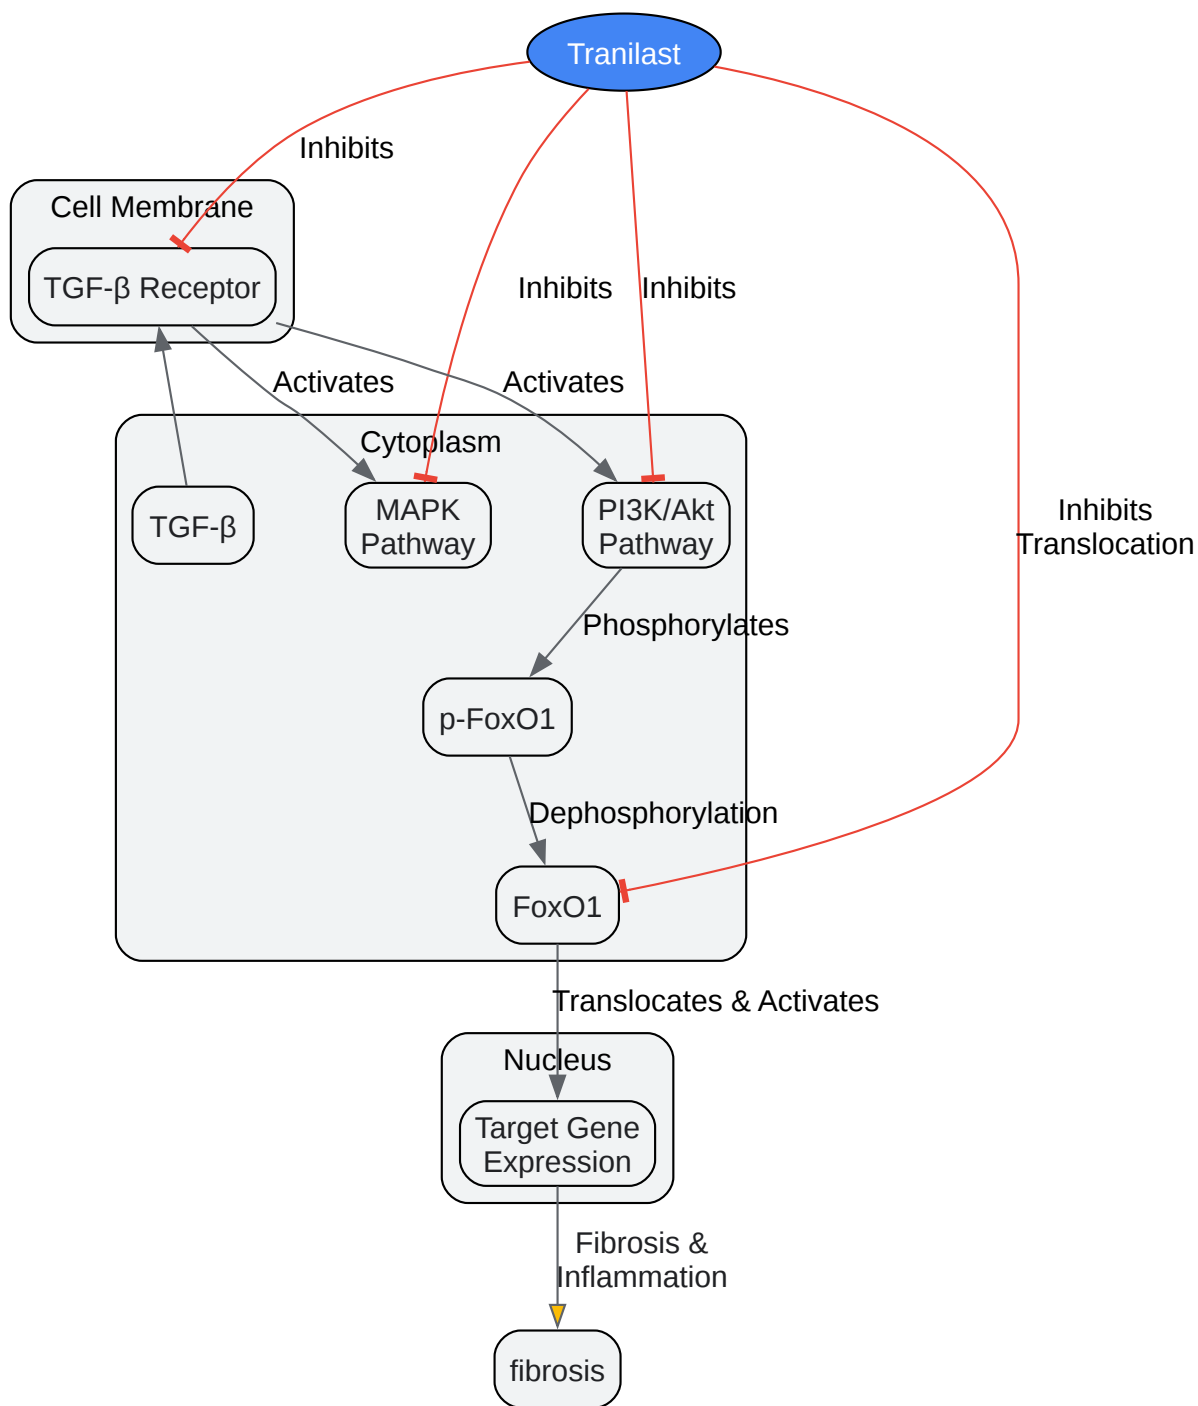 Tranilast
Inhibits
Cell Membrane
TGF-β Receptor
Inhibits
Inhibits
Activates
Activates
Cytoplasm
TGF-β
MAPK
Pathway
PI3K/Akt
Pathway
Inhibits
Translocation
Phosphorylates
p-FoxO1
Dephosphorylation
FoxO1
Translocates & Activates
Nucleus
Target Gene
Expression
Fibrosis &
Inflammation
fibrosis